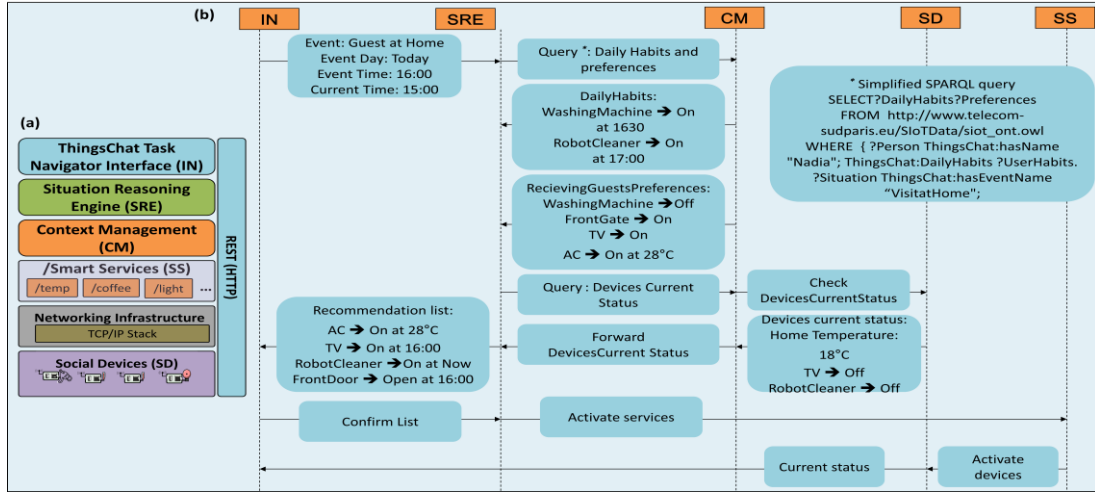 (b)
IN
SRE
CM
SD
SS
Event: Guest at Home
Event Day: Today
Event Time: 16:00
Current Time: 15:00
Query *: Daily Habits and
preferences
DailyHabits:
WashingMachine ➔ On
at 1630
RobotCleaner ➔ On
at 17:00
* Simplified SPARQL query
SELECT?DailyHabits?Preferences
FROM http://www.telecom-
sudparis.eu/SIoTData/siot_ont.owl
WHERE { ?Person ThingsChat:hasName
"Nadia"; ThingsChat:DailyHabits ?UserHabits.
?Situation ThingsChat:hasEventName
“VisitatHome";
(a)
ThingsChat Task
Navigator Interface (IN)
Situation Reasoning
Engine (SRE)
Context Management
(CM)
/Smart Services (SS)
/temp
/coffee
/light
...
Networking Infrastructure
TCP/IP Stack
Social Devices (SD)
REST (HTTP)
RecievingGuestsPreferences:
WashingMachine ➔Off
FrontGate ➔ On
TV ➔ On
AC ➔ On at 28°C
Query : Devices Current
Status
Check
DevicesCurrentStatus
Recommendation list:
AC ➔ On at 28°C
TV ➔ On at 16:00
RobotCleaner ➔On at Now
FrontDoor ➔ Open at 16:00
Forward
DevicesCurrent Status
Devices current status:
Home Temperature:
18°C
TV ➔ Off
RobotCleaner ➔ Off
Confirm List
Activate services
Current status
Activate
devices